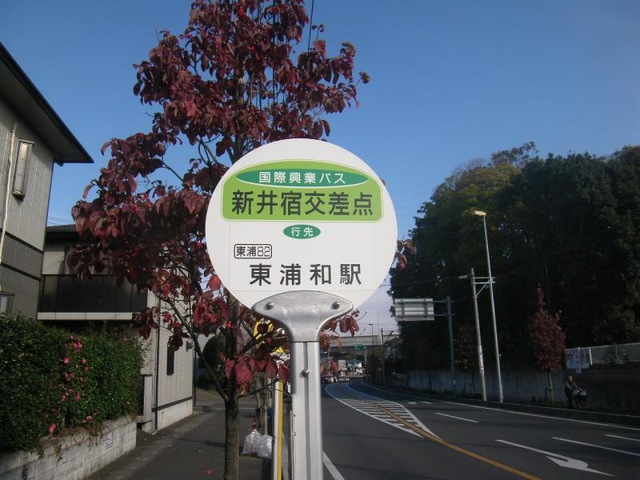 国際興業バス
新井宿交差点
行先
東浦82
東浦和駅